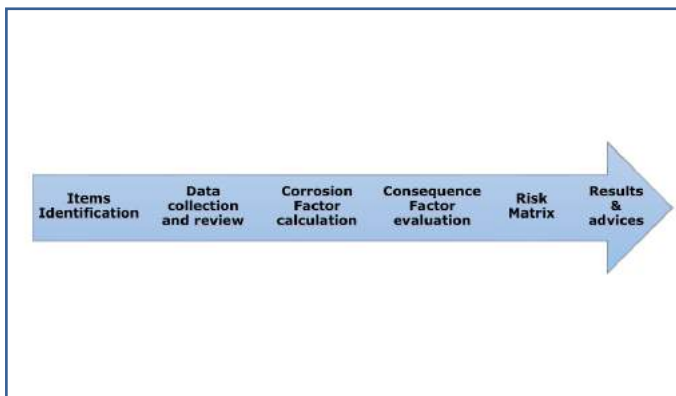 Items
Identification
Data
collection
and review
Corrosion
Factor
calculation
Consequence
Factor
evaluation
Risk
Matrix
Results
&
advices